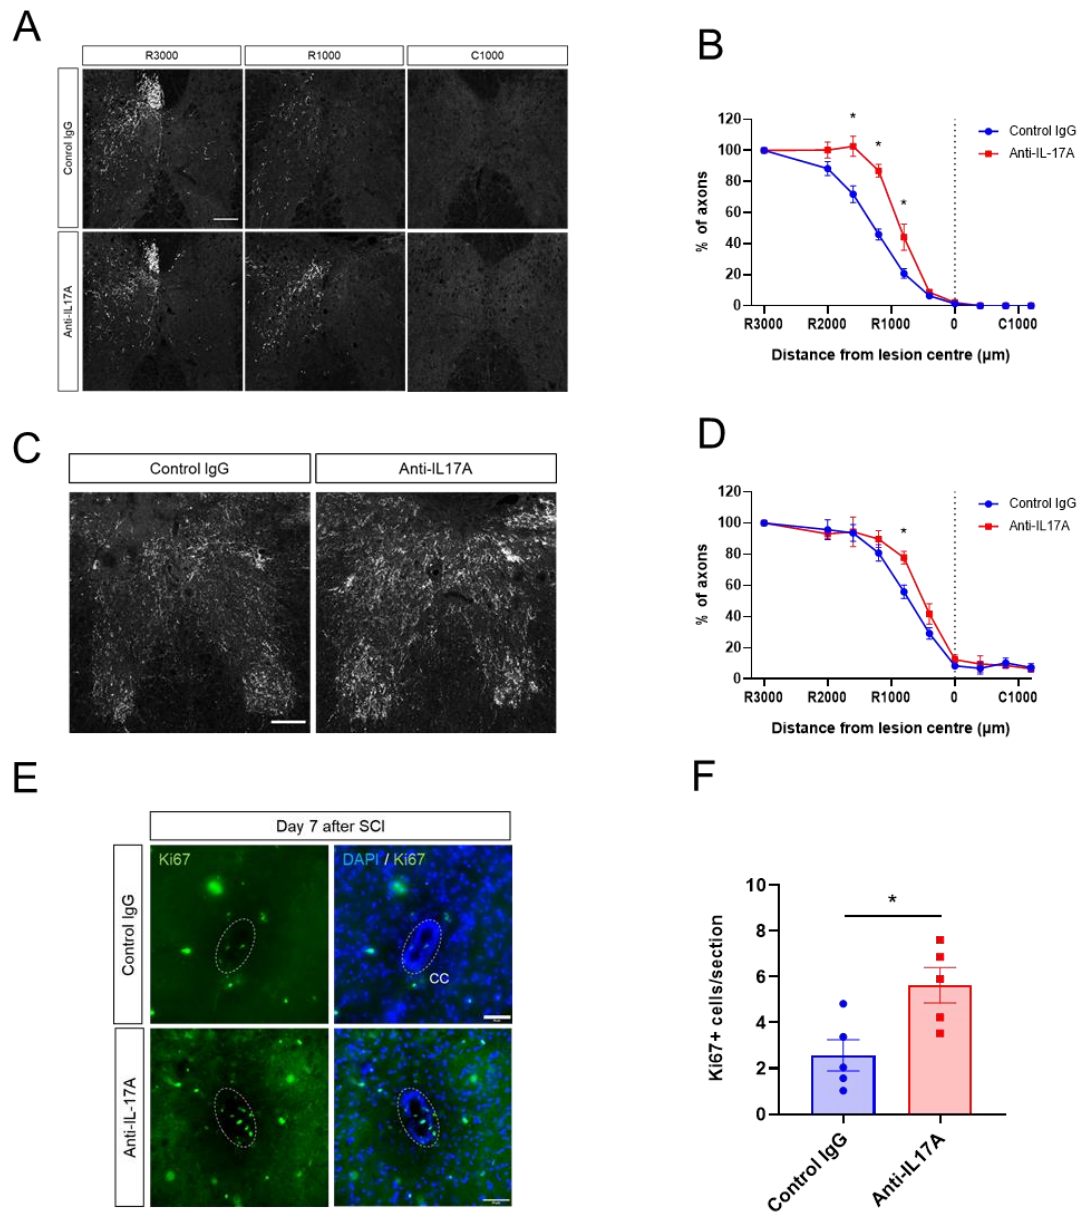 A
R3000 R1000 C1000
Conrol IgG
Anti-IL17A
B
120
100
80
60
40
20
0
% of axons
* * *
Control IgG
Anti-IL-17A
R3000 R2000 R1000 0 C1000
Distance from lesion centre (µm)
C
Control IgG Anti-IL17A
D
120
100
80
60
40
20
0
% of axons
*
Control IgG
Anti-IL17A
R3000 R2000 R1000 0 C1000
Distance from lesion centre (µm)
E
Day 7 after SCI
Control IgG
Ki67 DAPI / Ki67
CC
Anti-IL-17A
F
10
8
6
4
2
0
Ki67+ cells/section
*
Control IgG Anti-IL17A